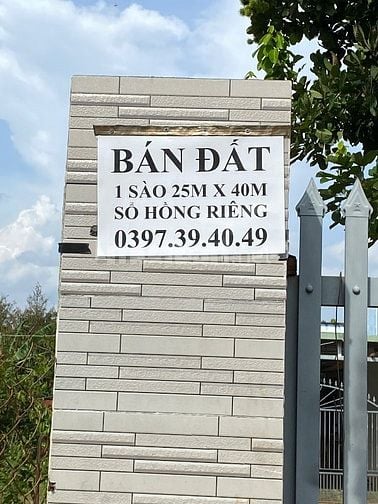 BÁN ĐẤT
1 SÀO 25M X 40M
SỔ HỒNG RIÊNG
0397.39.40.49